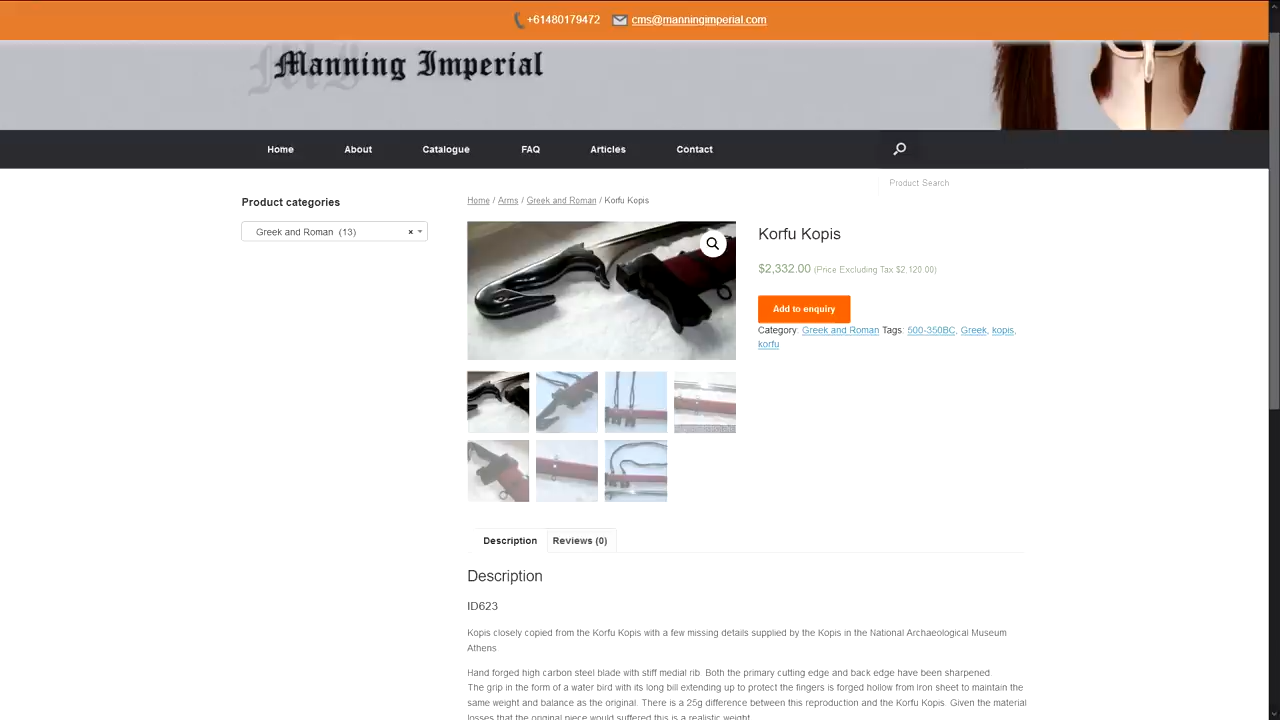 +61480179472 cms@manningimperial.com
Manning Imperial
Home About Catalogue FAQ Articles Contact
Product Search
Product categories
Greek and Roman (13) ×
Home / Arms / Greek and Roman / Korfu Kopis
Korfu Kopis
$2,332.00 (Price Excluding Tax $2,120.00)
Add to enquiry
Category: Greek and Roman Tags: 500-350BC, Greek, kopis,
korfu
Description Reviews (0)
Description
ID623
Kopis closely copied from the Korfu Kopis with a few missing details supplied by the Kopis in the National Archaeological Museum
Athens.
Hand forged high carbon steel blade with stiff medial rib. Both the primary cutting edge and back edge have been sharpened.
The grip in the form of a water bird with its long bill extending up to protect the fingers is forged hollow from Iron sheet to maintain the
same weight and balance as the original. There is a 25g difference between this reproduction and the Korfu Kopis. Given the material
losses that the original piece would suffered this is a realistic weight.